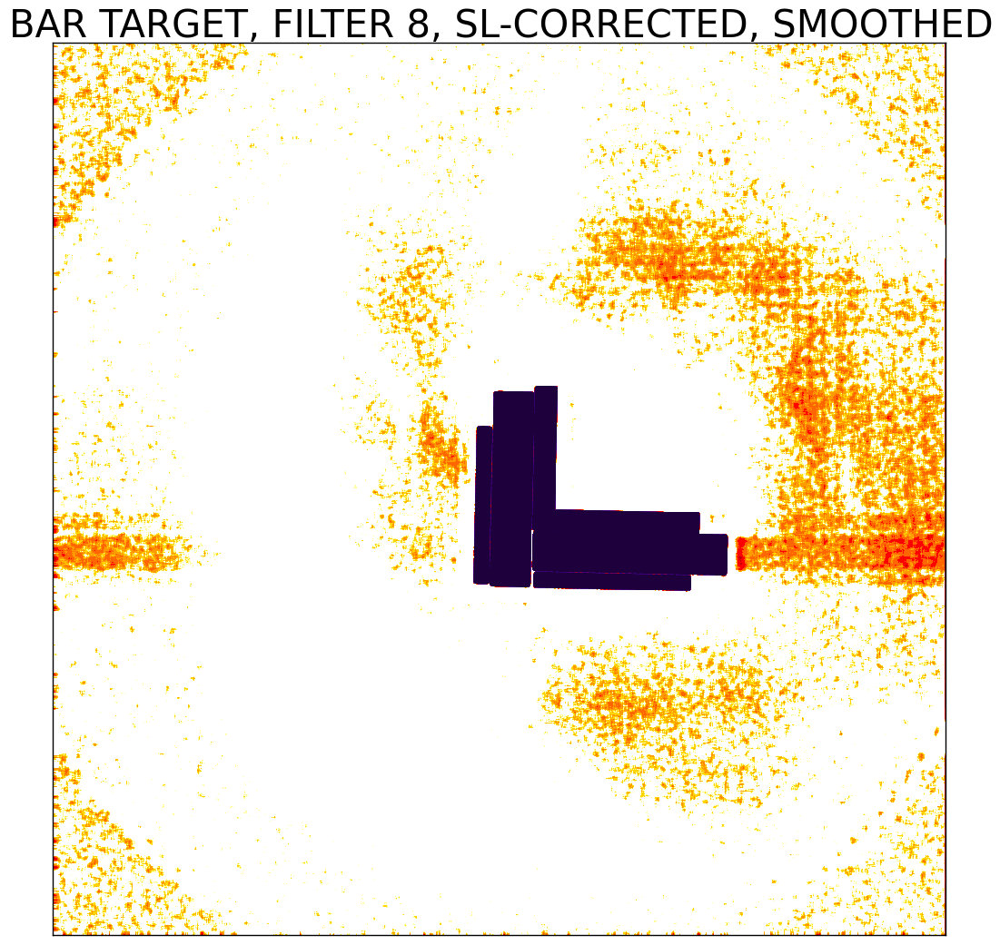 BAR TARGET, FILTER 8, SL-CORRECTED, SMOOTHED